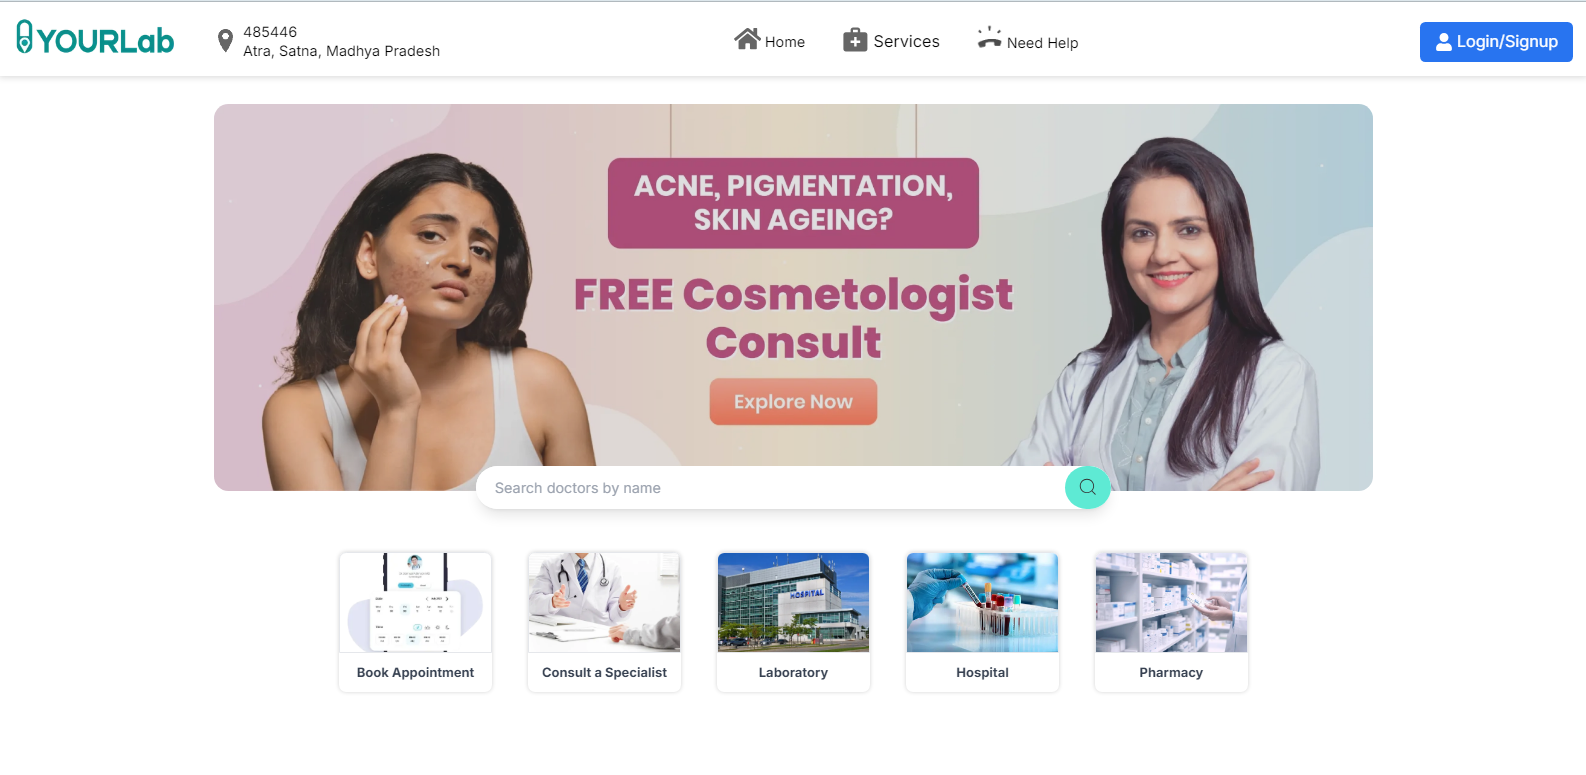 YOURLab
485446
Atra, Satna, Madhya Pradesh
Home
Services
Need Help
Login/Signup
ACNE, PIGMENTATION,
SKIN AGEING?
FREE Cosmetologist
Consult
Explore Now
Search doctors by name
HOSPITAL
Book Appointment
Consult a Specialist
Laboratory
Hospital
Pharmacy